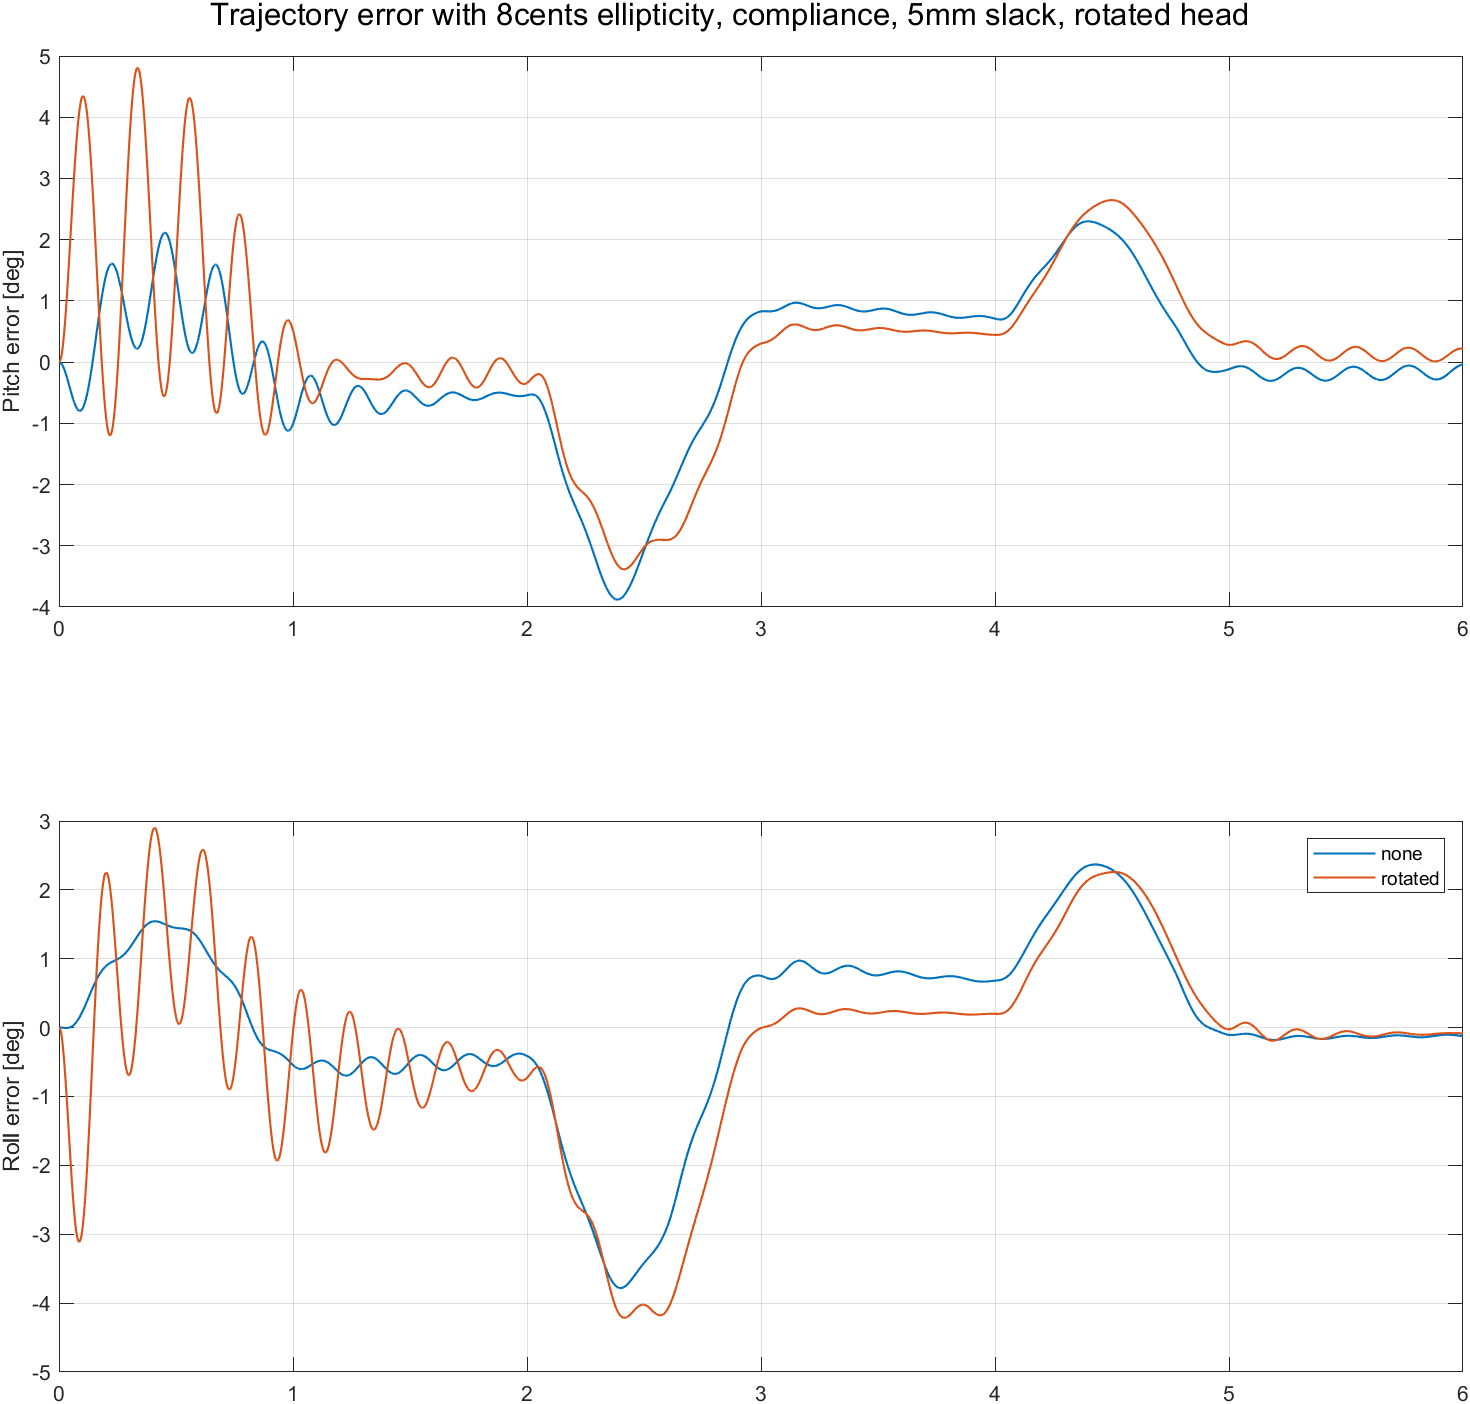 Trajectory error with 8cents ellipticity, compliance, 5mm slack, rotated head
5
4
3
2
1
0
-1
-2
-3
-4
Pitch error [deg]
0 1 2 3 4 5 6
3
2
1
0
-1
-2
-3
-4
-5
Roll error [deg]
none
rotated
0 1 2 3 4 5 6